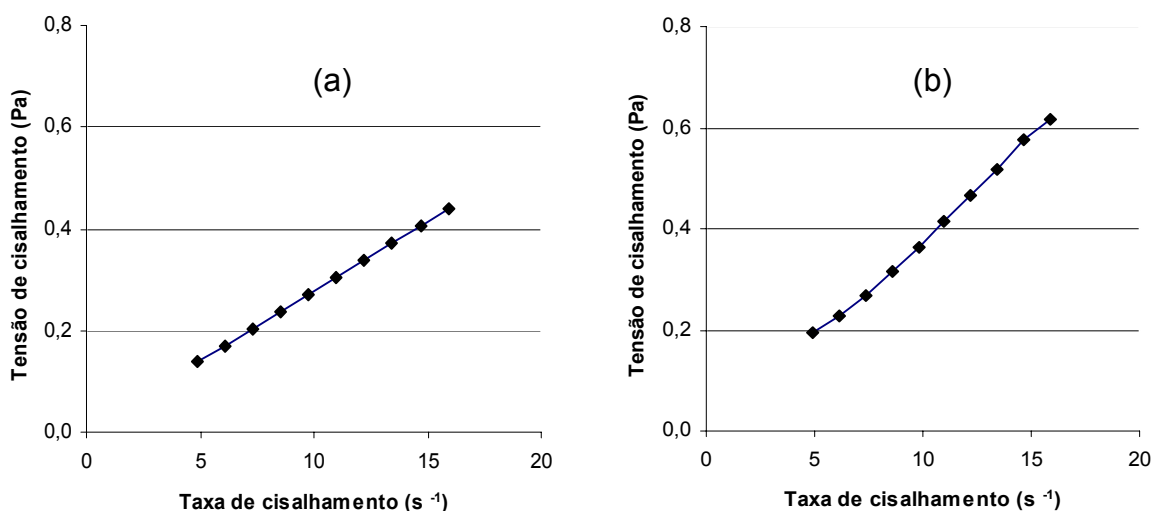 0,8
(a)
0,6
0,4
0,2
0,0
0 5 10 15 20
Tensão de cisalhamento (Pa)
Taxa de cisalhamento (s -1)
0,8
(b)
0,6
0,4
0,2
0,0
0 5 10 15 20
Tensão de cisalhamento (Pa)
Taxa de cisalhamento (s -1)